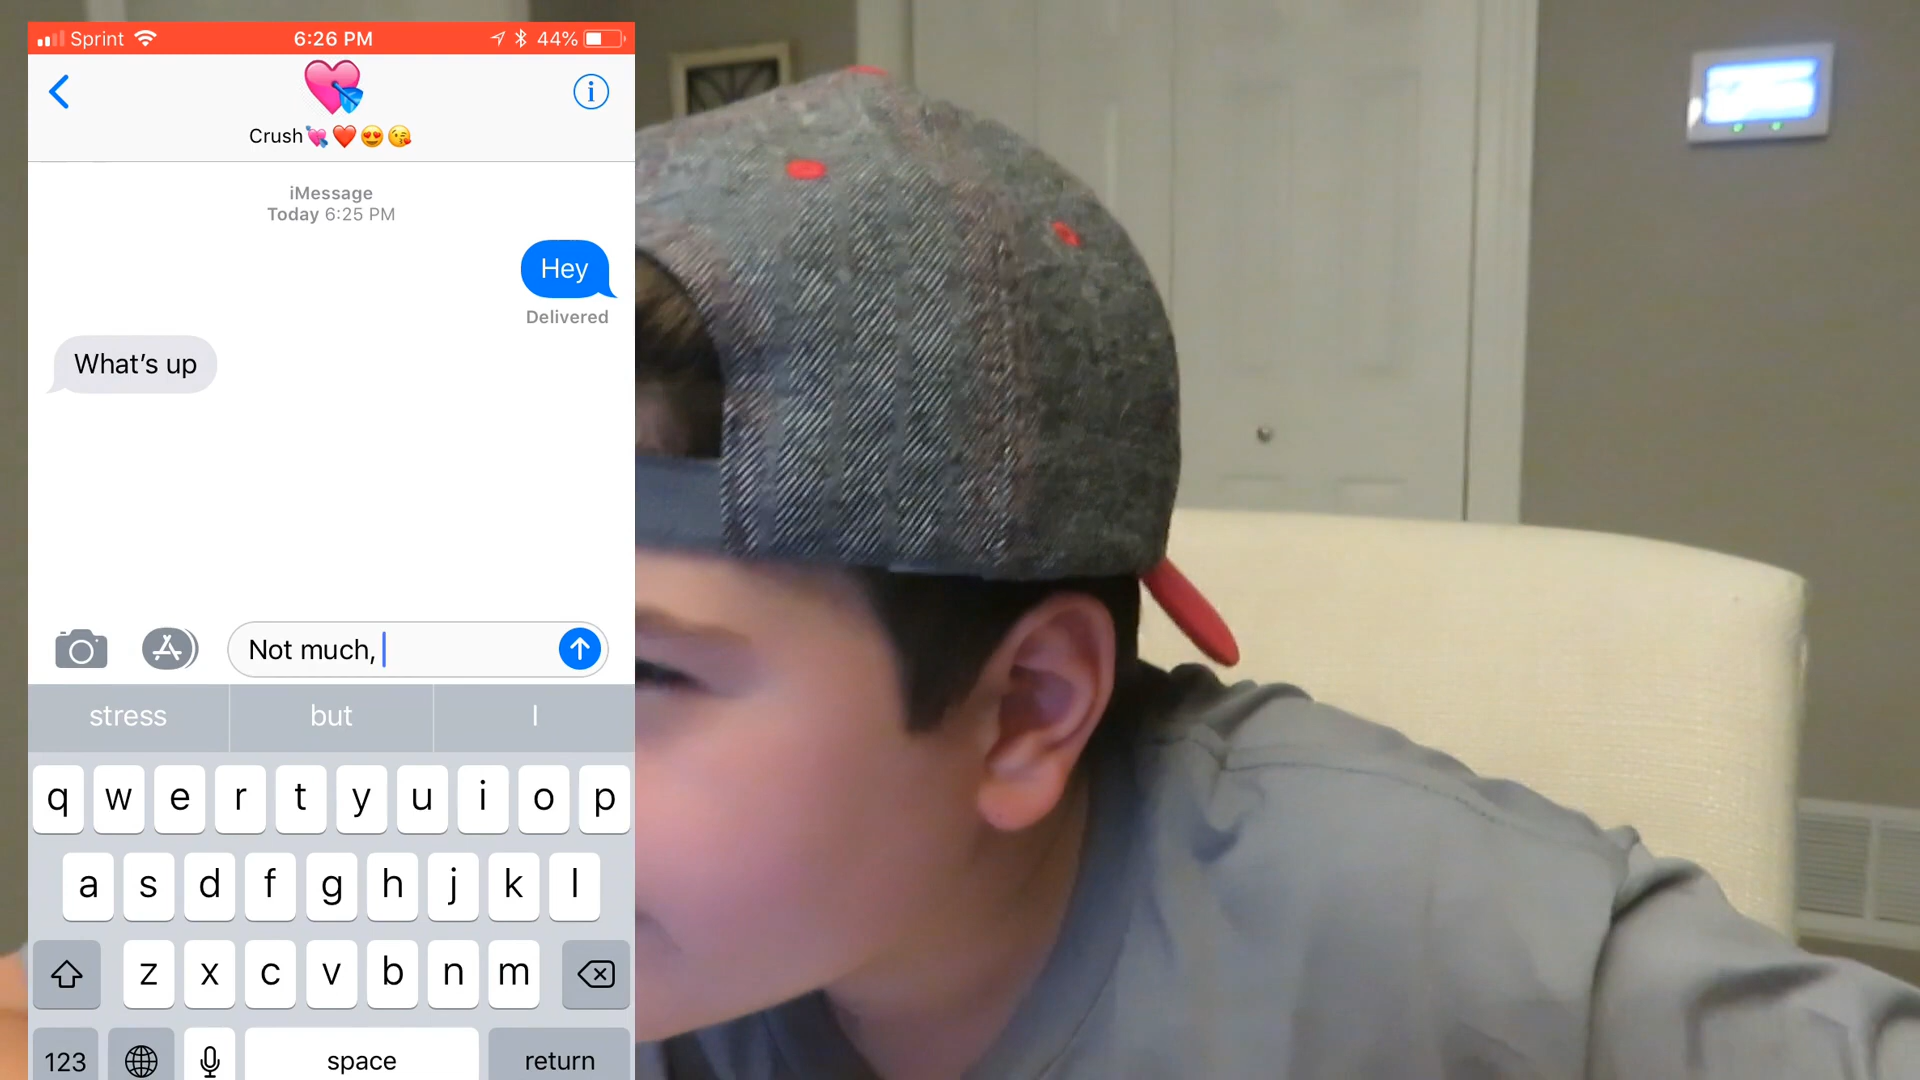 Sprint 6:26 PM 44%
Crush💘❤️😍😘
iMessage
Today 6:25 PM
Hey
Delivered
What’s up
Not much,
stress but I
q w e r t y u i o p
a s d f g h j k l
z x c v b n m
123 space return